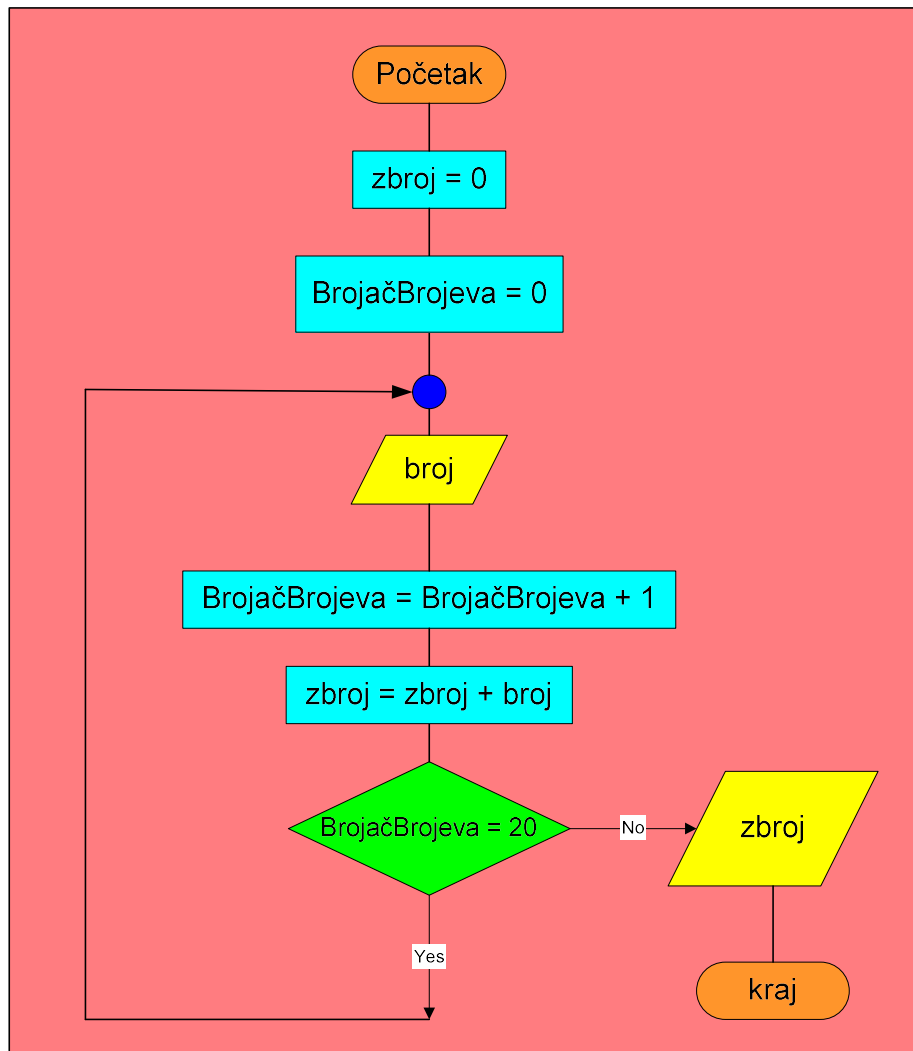 Početak
zbroj = 0
BrojačBrojeva = 0
broj
BrojačBrojeva = BrojačBrojeva + 1
zbroj = zbroj + broj
BrojačBrojeva = 20
No
zbroj
Yes
kraj